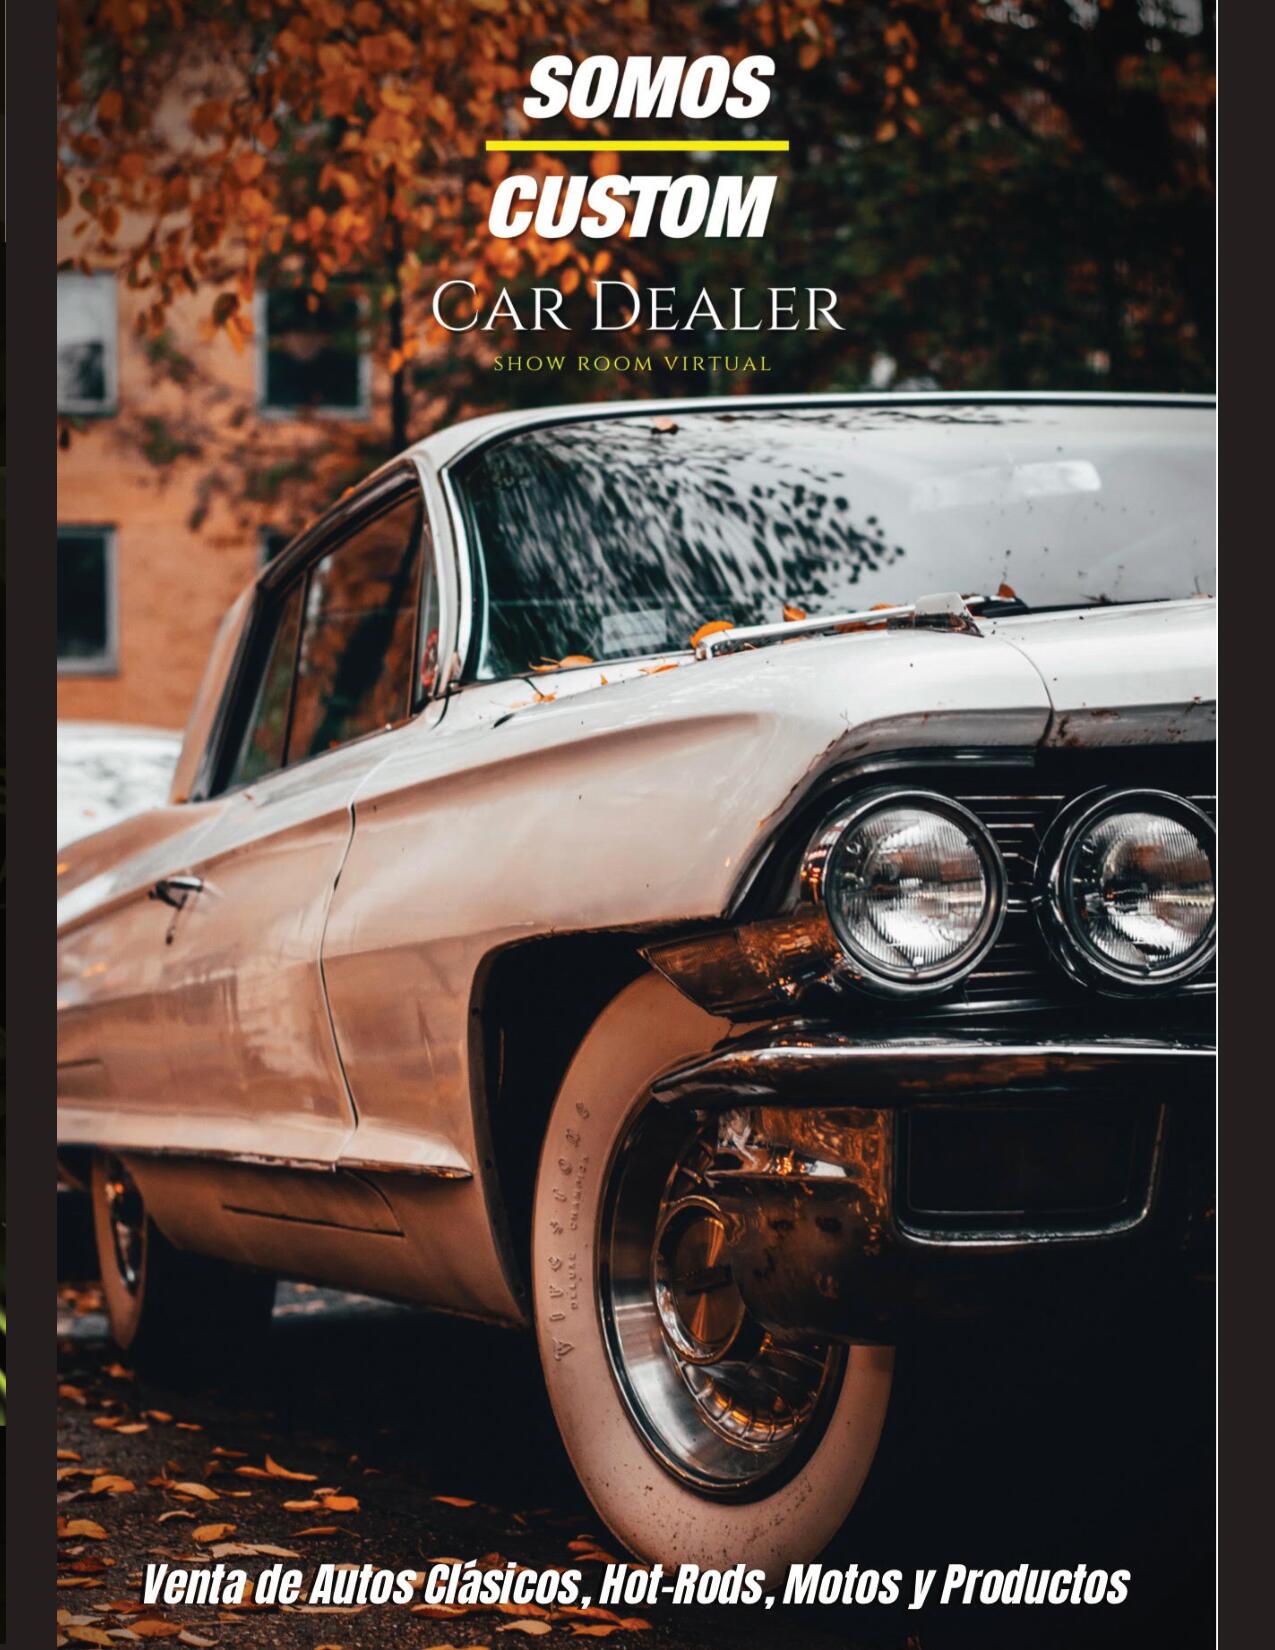 SOMOS
CUSTOM
CAR DEALER
SHOW ROOM VIRTUAL
Venta de Autos Clásicos, Hot-Rods, Motos y Productos